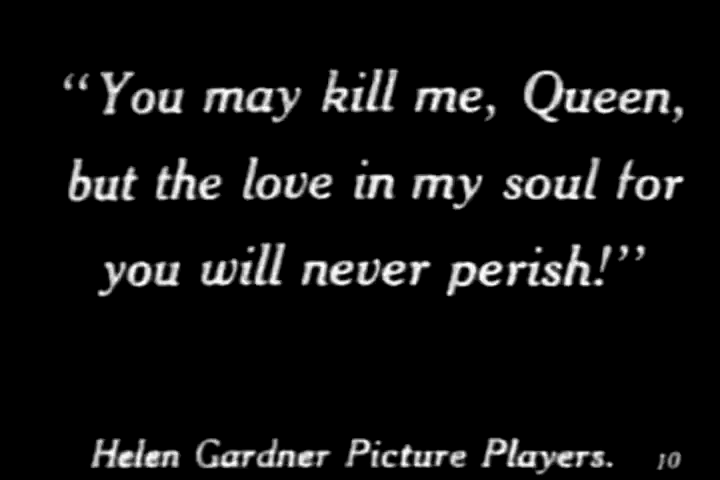 “You may kill me, Queen,
but the love in my soul for
you will never perish!”
Helen Gardner Picture Players. 10